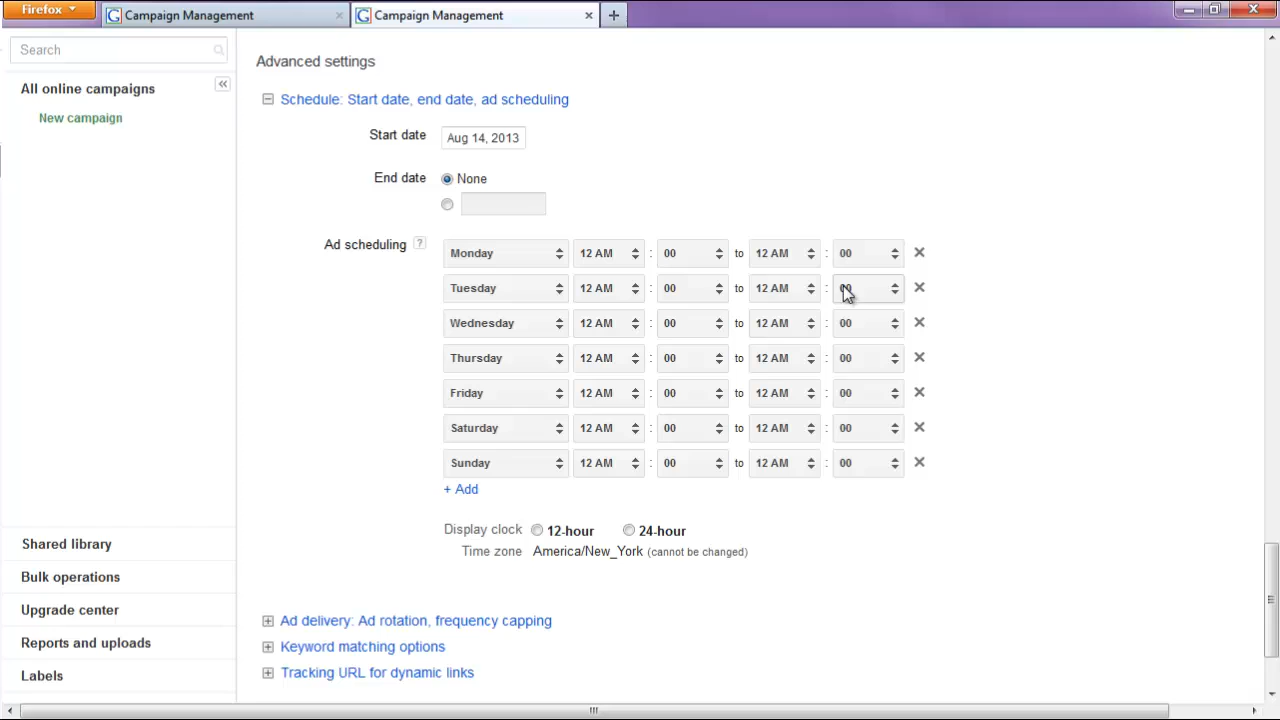 Firefox
Campaign Management
Campaign Management
Search
All online campaigns
New campaign
Shared library
Bulk operations
Upgrade center
Reports and uploads
Labels
Advanced settings
Schedule: Start date, end date, ad scheduling
Start date Aug 14, 2013
End date None
Ad scheduling ?
Monday 12 AM : 00 to 12 AM : 00
Tuesday 12 AM : 00 to 12 AM : 00
Wednesday 12 AM : 00 to 12 AM : 00
Thursday 12 AM : 00 to 12 AM : 00
Friday 12 AM : 00 to 12 AM : 00
Saturday 12 AM : 00 to 12 AM : 00
Sunday 12 AM : 00 to 12 AM : 00
+ Add
Display clock 12-hour 24-hour
Time zone America/New_York (cannot be changed)
Ad delivery: Ad rotation, frequency capping
Keyword matching options
Tracking URL for dynamic links